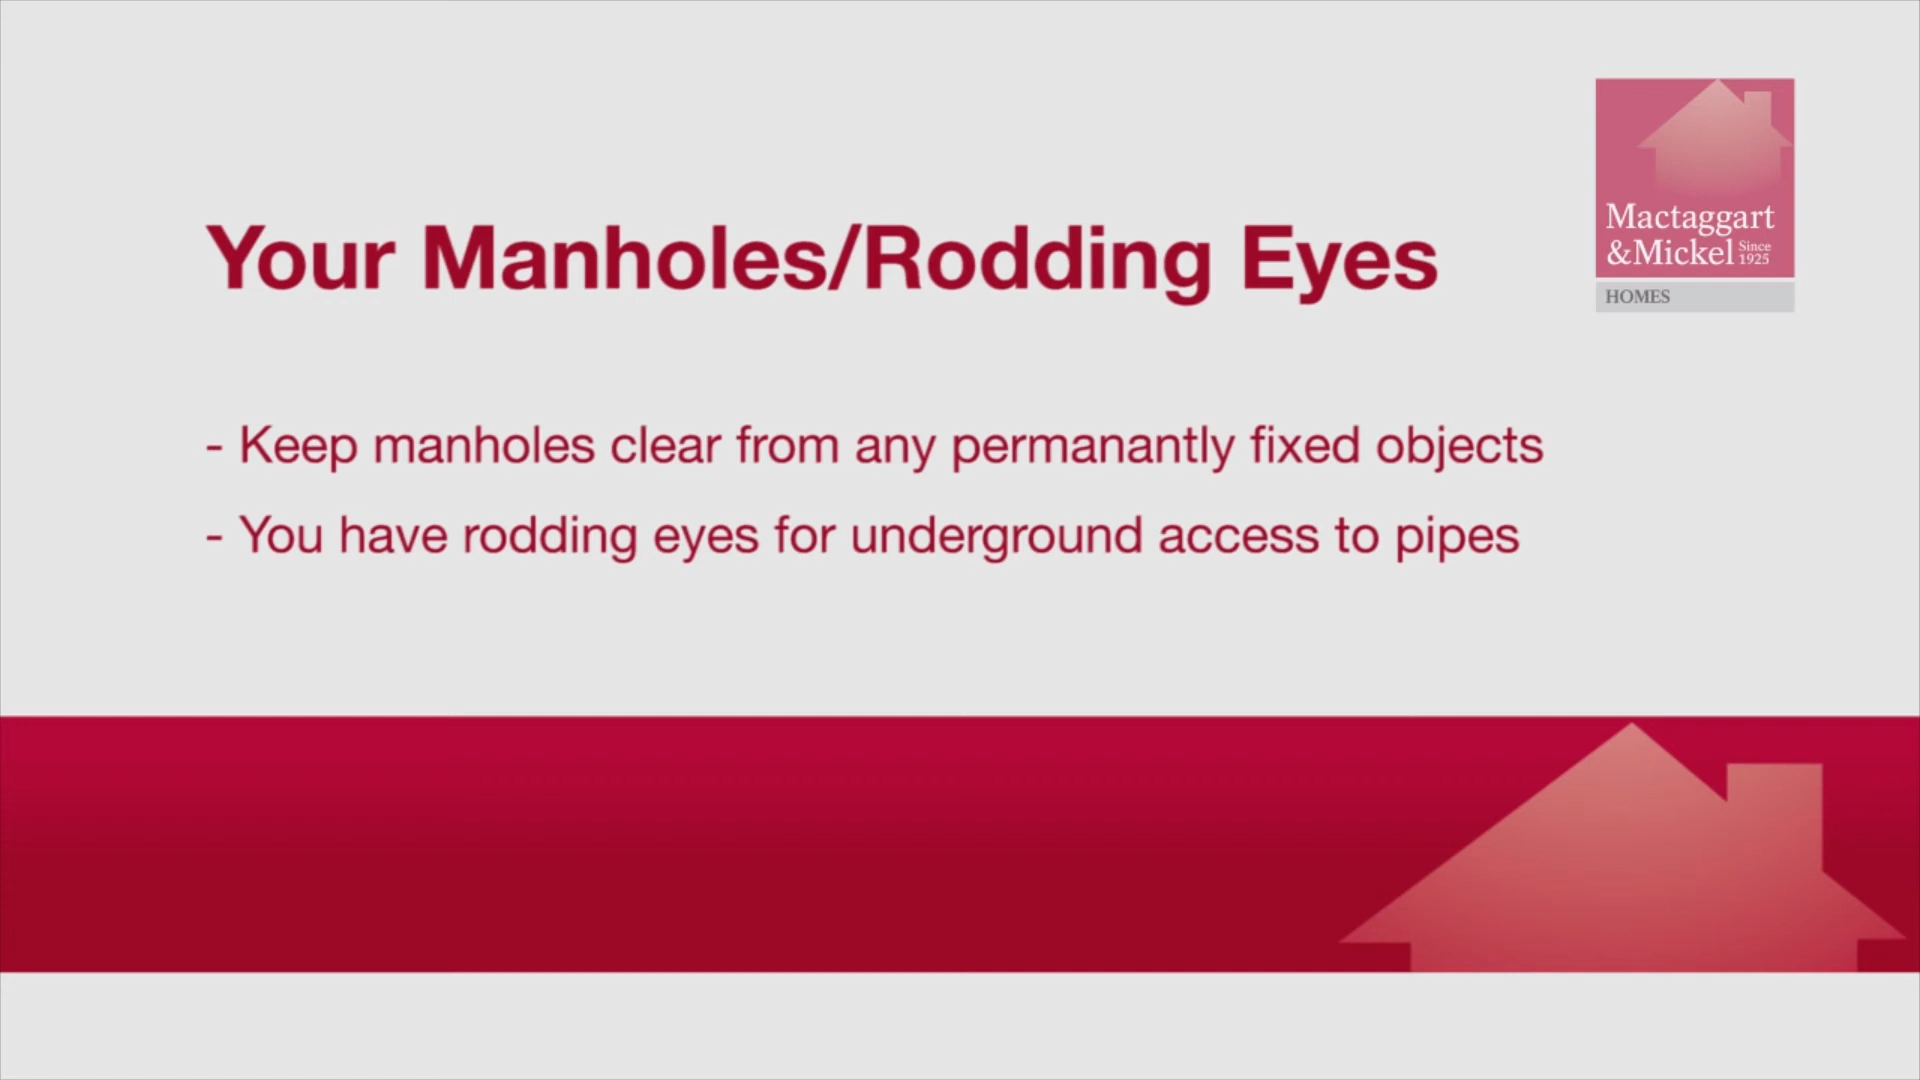 Your Manholes/Rodding Eyes
Mactaggart
&Mickel Since 1925
HOMES
- Keep manholes clear from any permanantly fixed objects
- You have rodding eyes for underground access to pipes